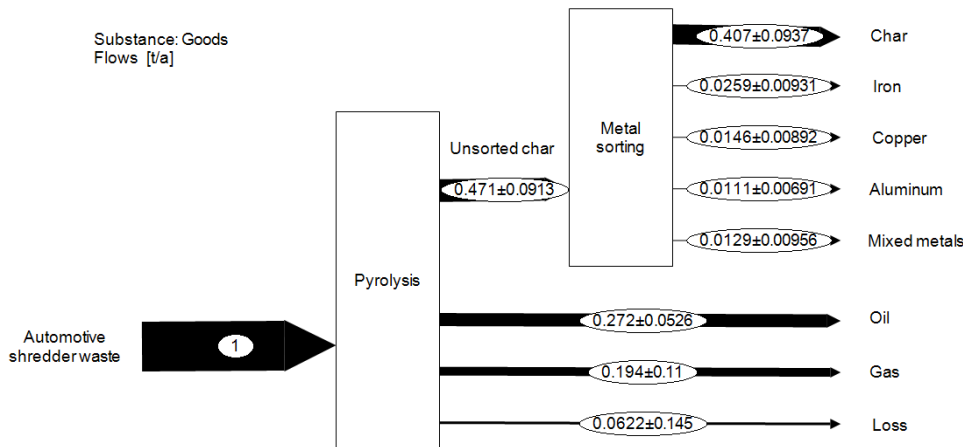 Substance: Goods
Flows [t/a]
0.407±0.0937
Char
0.0259±0.00931
Iron
Metal
sorting
0.0146±0.00892
Copper
Unsorted char
0.471±0.0913
0.0111±0.00691
Aluminum
0.0129±0.00956
Mixed metals
Pyrolysis
Automotive
shredder waste
1
0.272±0.0526
Oil
0.194±0.11
Gas
0.0622±0.145
Loss